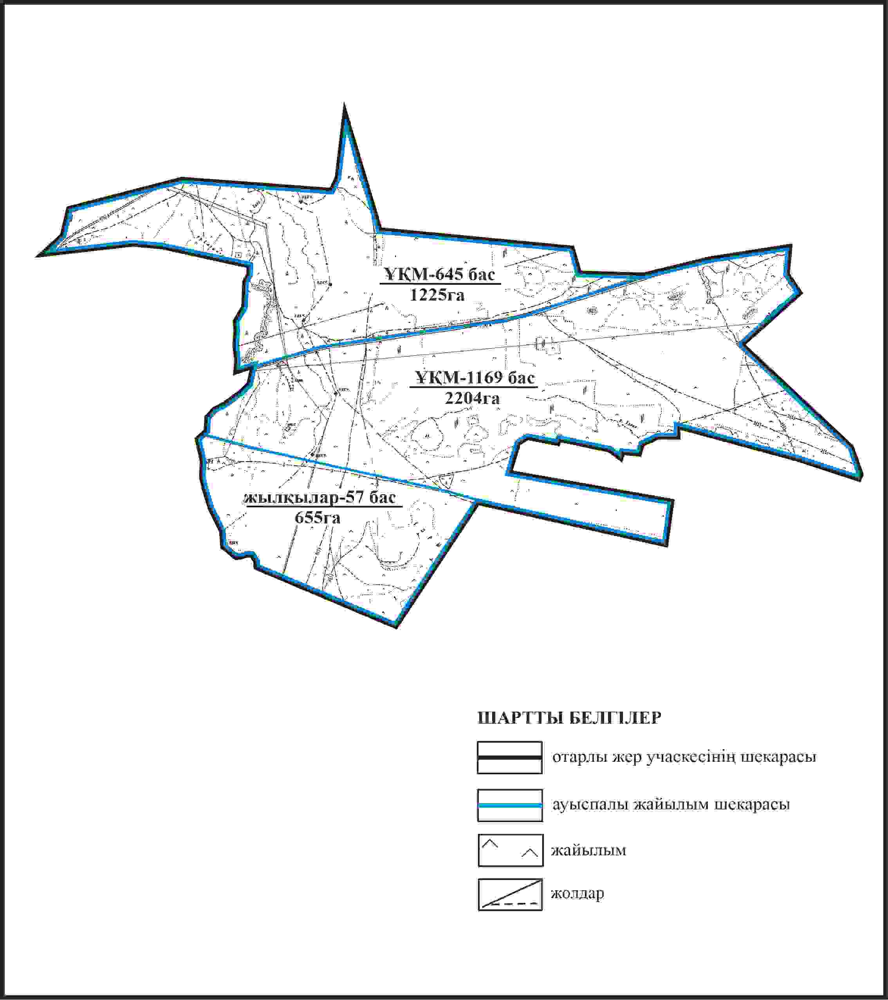 ҰҚМ-645 бас
1225га
ҰҚМ-1169 бас
2204га
жылқылар-57 бас
655га
ШАРТТЫ БЕЛГІЛЕР
отарлы жер учаскесінің шекарасы
ауыспалы жайылым шекарасы
жайылым
жолдар